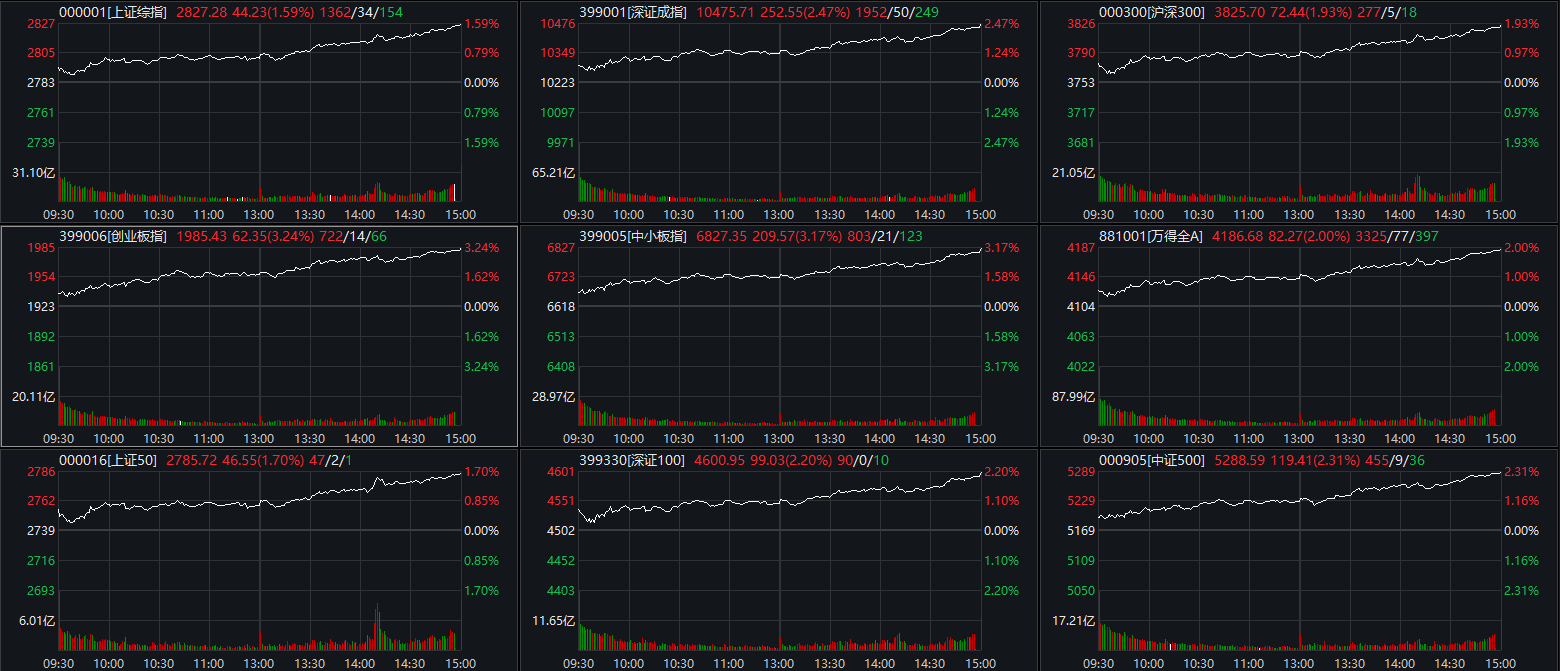 000001[上证综指] 2827.28 44.23(1.59%) 1362/34/154
2827 1.59%
2805 0.79%
2783 0.00%
2761 0.79%
2739 1.59%
31.10亿
09:30 10:00 10:30 11:00 13:00 13:30 14:00 14:30 15:00
399001[深证成指] 10475.71 252.55(2.47%) 1952/50/249
10476 2.47%
10349 1.24%
10223 0.00%
10097 1.24%
9971 2.47%
65.21亿
09:30 10:00 10:30 11:00 13:00 13:30 14:00 14:30 15:00
000300[沪深300] 3825.70 72.44(1.93%) 277/5/18
3826 1.93%
3790 0.97%
3753 0.00%
3717 0.97%
3681 1.93%
21.05亿
09:30 10:00 10:30 11:00 13:00 13:30 14:00 14:30 15:00
399006[创业板指] 1985.43 62.35(3.24%) 722/14/66
1985 3.24%
1954 1.62%
1923 0.00%
1892 1.62%
1861 3.24%
20.11亿
09:30 10:00 10:30 11:00 13:00 13:30 14:00 14:30 15:00
399005[中小板指] 6827.35 209.57(3.17%) 803/21/123
6827 3.17%
6723 1.58%
6618 0.00%
6513 1.58%
6408 3.17%
28.97亿
09:30 10:00 10:30 11:00 13:00 13:30 14:00 14:30 15:00
881001[万得全A] 4186.68 82.27(2.00%) 3325/77/397
4187 2.00%
4146 1.00%
4104 0.00%
4063 1.00%
4022 2.00%
87.99亿
09:30 10:00 10:30 11:00 13:00 13:30 14:00 14:30 15:00
000016[上证50] 2785.72 46.55(1.70%) 47/2/1
2786 1.70%
2762 0.85%
2739 0.00%
2716 0.85%
2693 1.70%
6.01亿
09:30 10:00 10:30 11:00 13:00 13:30 14:00 14:30 15:00
399330[深证100] 4600.95 99.03(2.20%) 90/0/10
4601 2.20%
4551 1.10%
4502 0.00%
4452 1.10%
4403 2.20%
11.65亿
09:30 10:00 10:30 11:00 13:00 13:30 14:00 14:30 15:00
000905[中证500] 5288.59 119.41(2.31%) 455/9/36
5289 2.31%
5229 1.16%
5169 0.00%
5109 1.16%
5050 2.31%
17.21亿
09:30 10:00 10:30 11:00 13:00 13:30 14:00 14:30 15:00